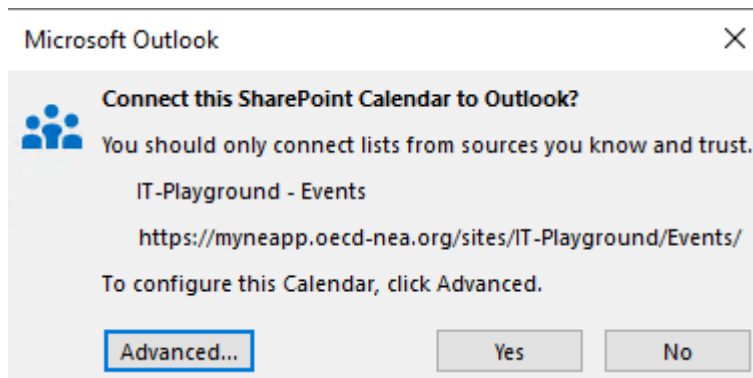 Microsoft Outlook
Connect this SharePoint Calendar to Outlook?
You should only connect lists from sources you know and trust.
IT-Playground - Events
https://myneapp.oecd-nea.org/sites/IT-Playground/Events/
To configure this Calendar, click Advanced.
Advanced... Yes No